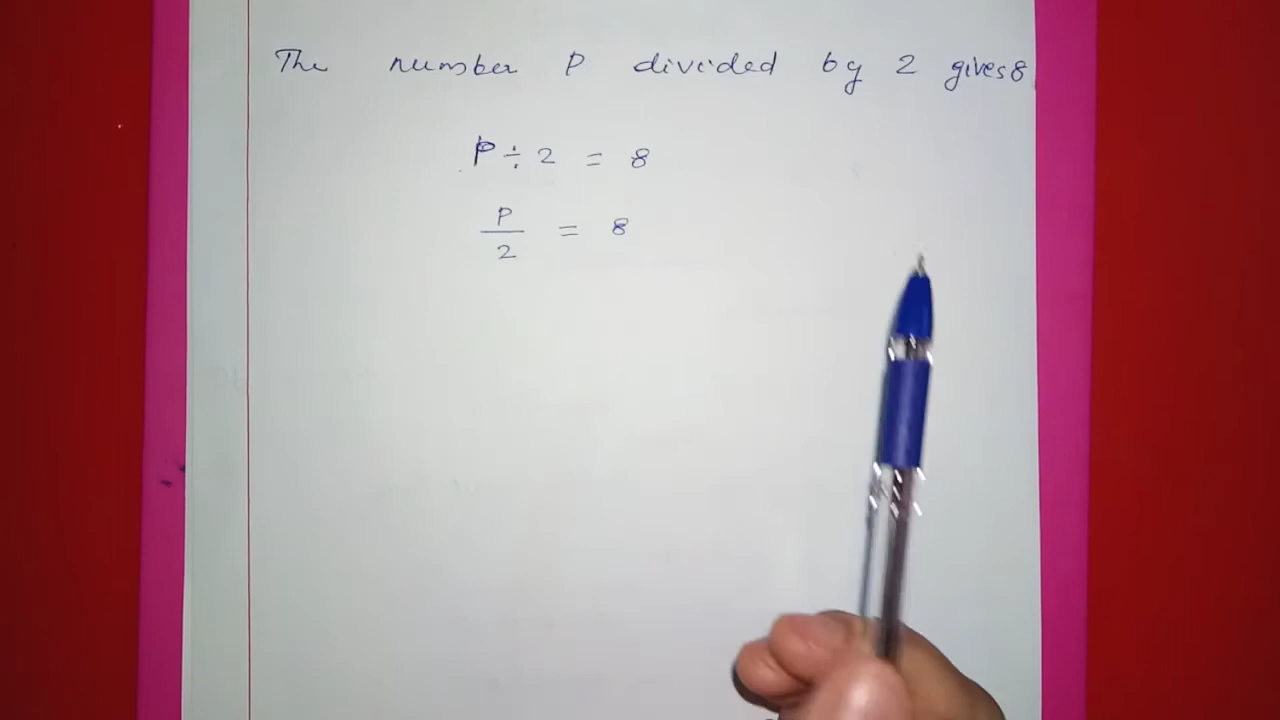 The number P divided by 2 gives 8
P ÷ 2 = 8
P/2 = 8